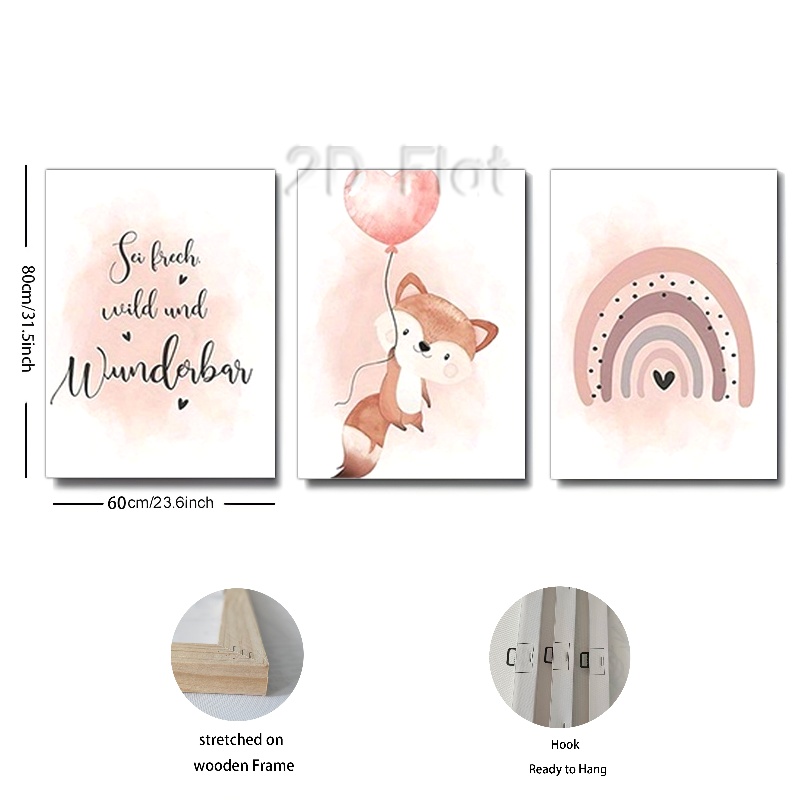 2D Flat
Sei frech,
wild und
Wunderbar
80cm/31.5inch
60cm/23.6inch
stretched on
wooden Frame
Hook
Ready to Hang